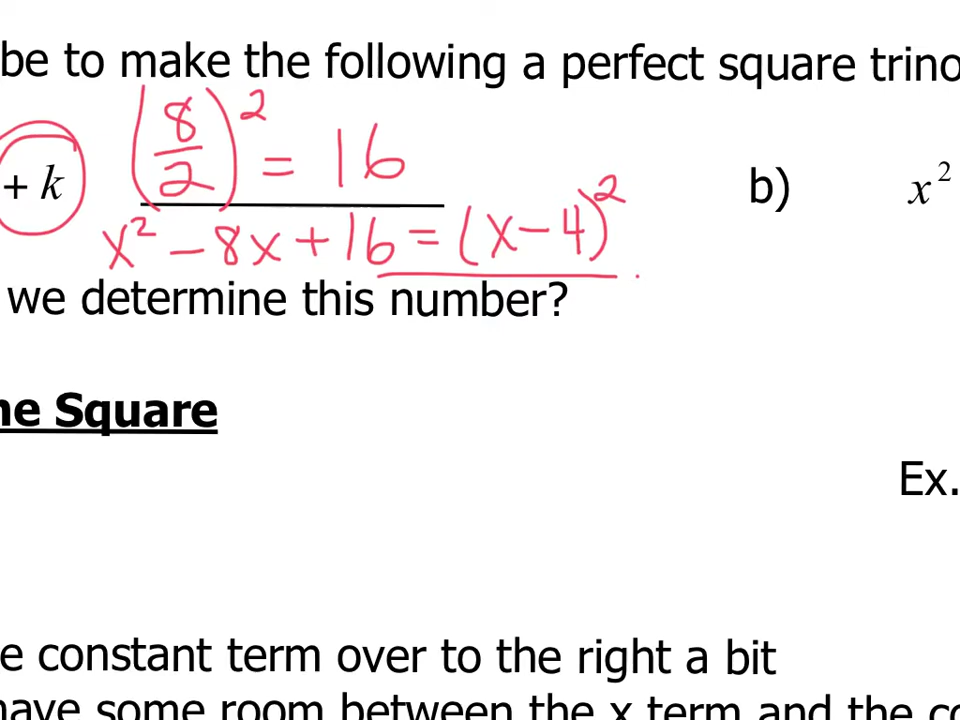 be to make the following a perfect square trino
+ k (8/2)² = 16 b) x²
x² - 8x + 16 = (x - 4)²
we determine this number?
ne Square
Ex.
e constant term over to the right a bit
have some room between the x term and the co